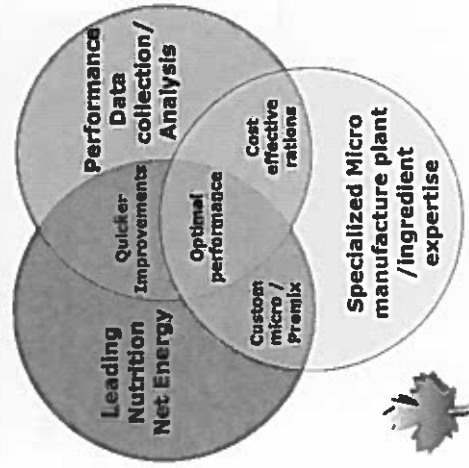 Leading
Nutrition
Net Energy
Quicker
Improvements
Performance
Data
collection/
Analysis
Optimal
performance
Custom
micro /
Premix
Cost
effective
rations
Specialized Micro
manufacture plant
/ingredient
expertise